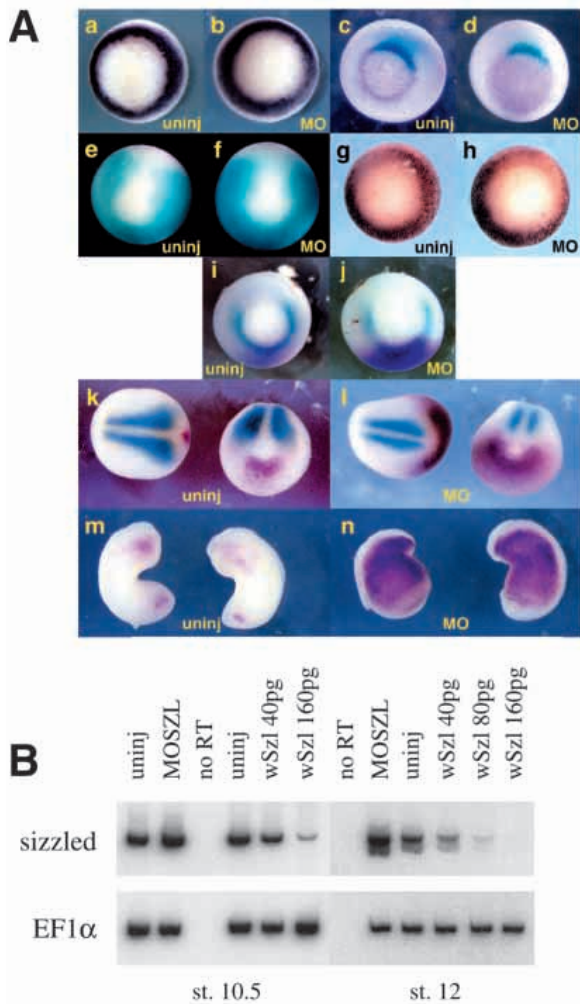 A
a b c d
uninj MO uninj MO
e f g h
uninj MO uninj MO
i j
uninj MO
k l
uninj MO
m n
uninj MO
B
uninj MOSZL no RT uninj wSzl 40pg wSzl 160pg no RT MOSZL uninj wSzl 40pg wSzl 80pg wSzl 160pg
sizzled
EF1α
st. 10.5 st. 12